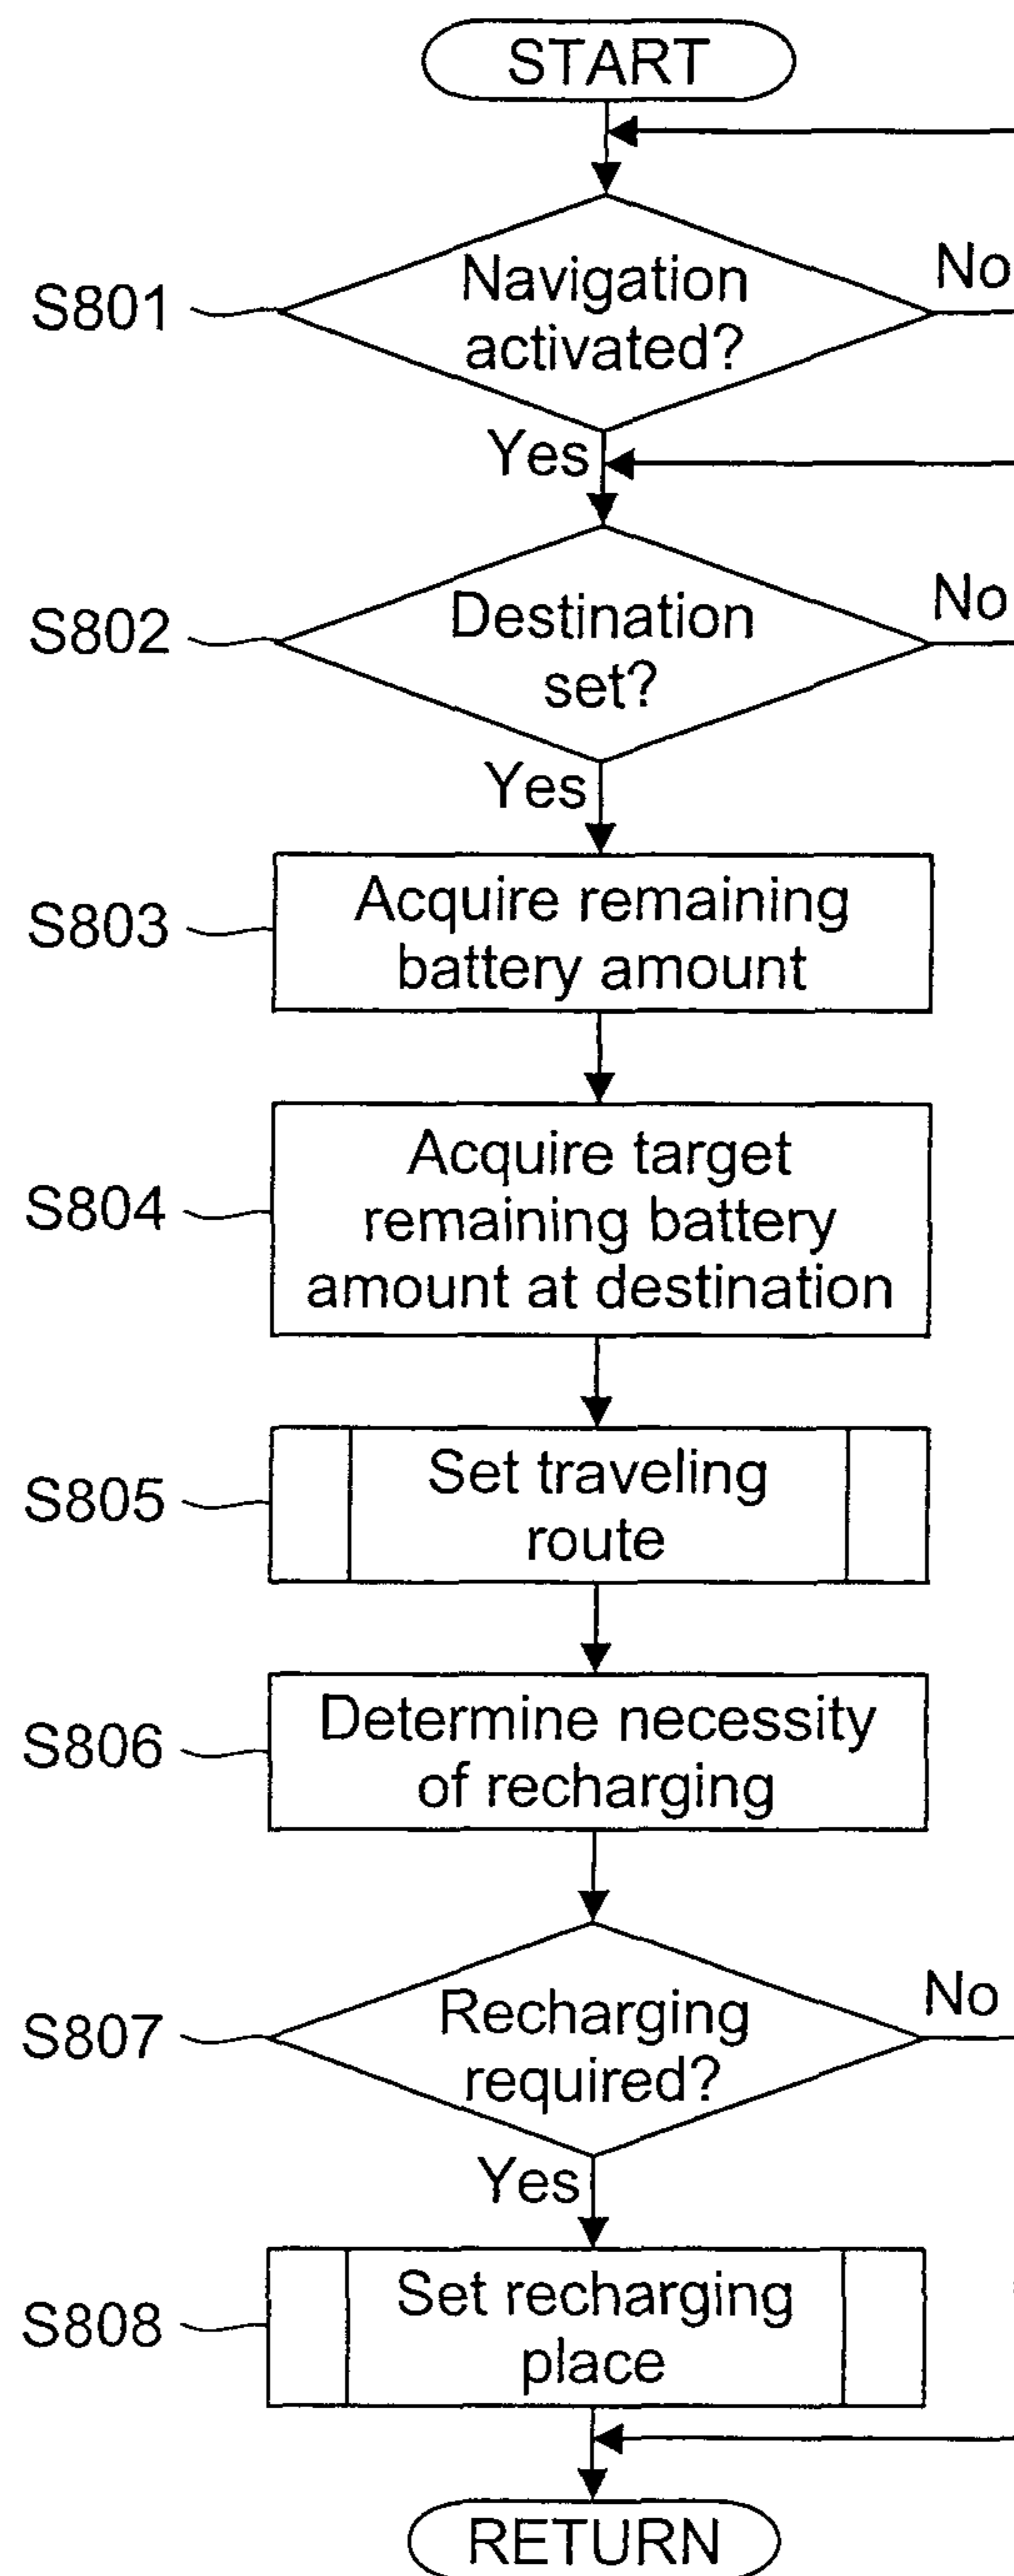 START
S801
Navigation
activated?
No
Yes
S802
Destination
set?
No
Yes
S803
Acquire remaining
battery amount
S804
Acquire target
remaining battery
amount at destination
S805
Set traveling
route
S806
Determine necessity
of recharging
S807
Recharging
required?
No
Yes
S808
Set recharging
place
RETURN